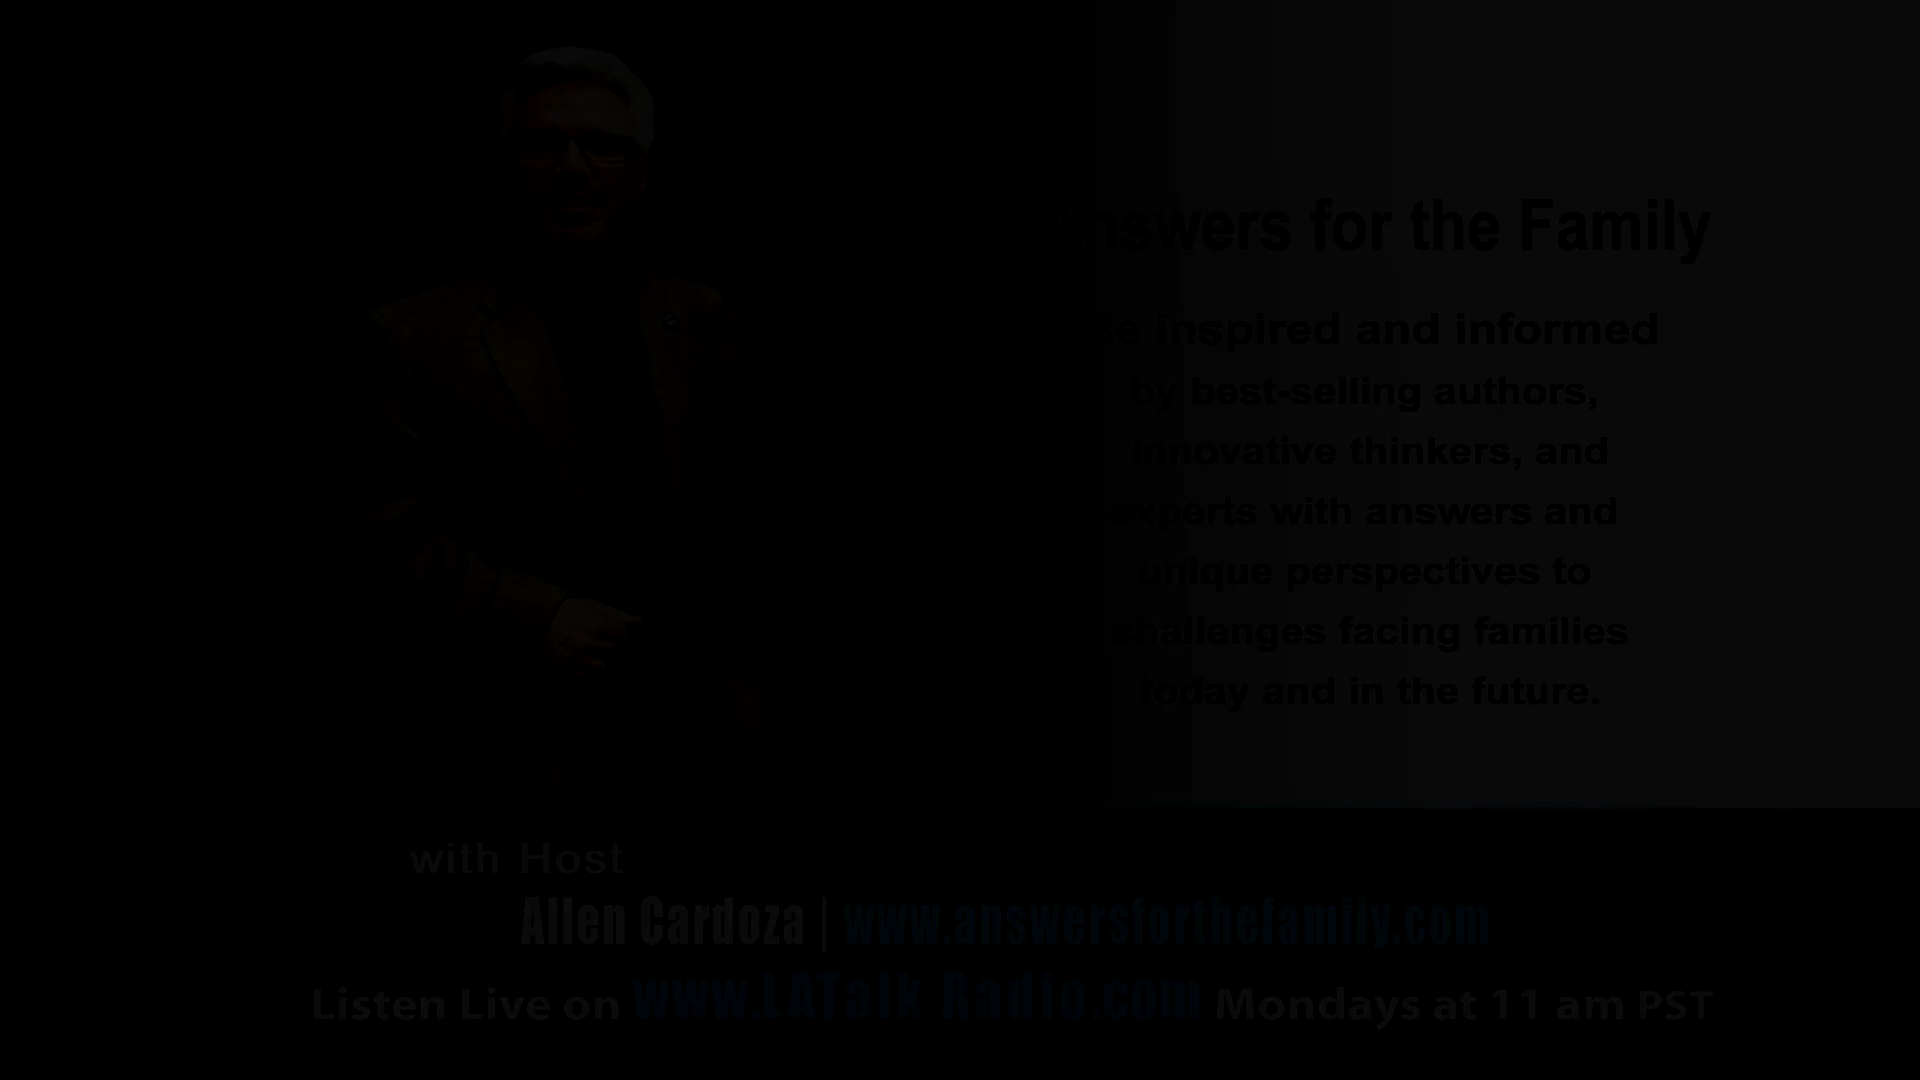 Answers for the Family
Be inspired and informed
by best-selling authors,
innovative thinkers, and
experts with answers and
unique perspectives to
challenges facing families
today and in the future.
with Host
Allen Cardoza | www.answersforthefamily.com
Listen Live on www.LATalk Radio.com Mondays at 11 am PST